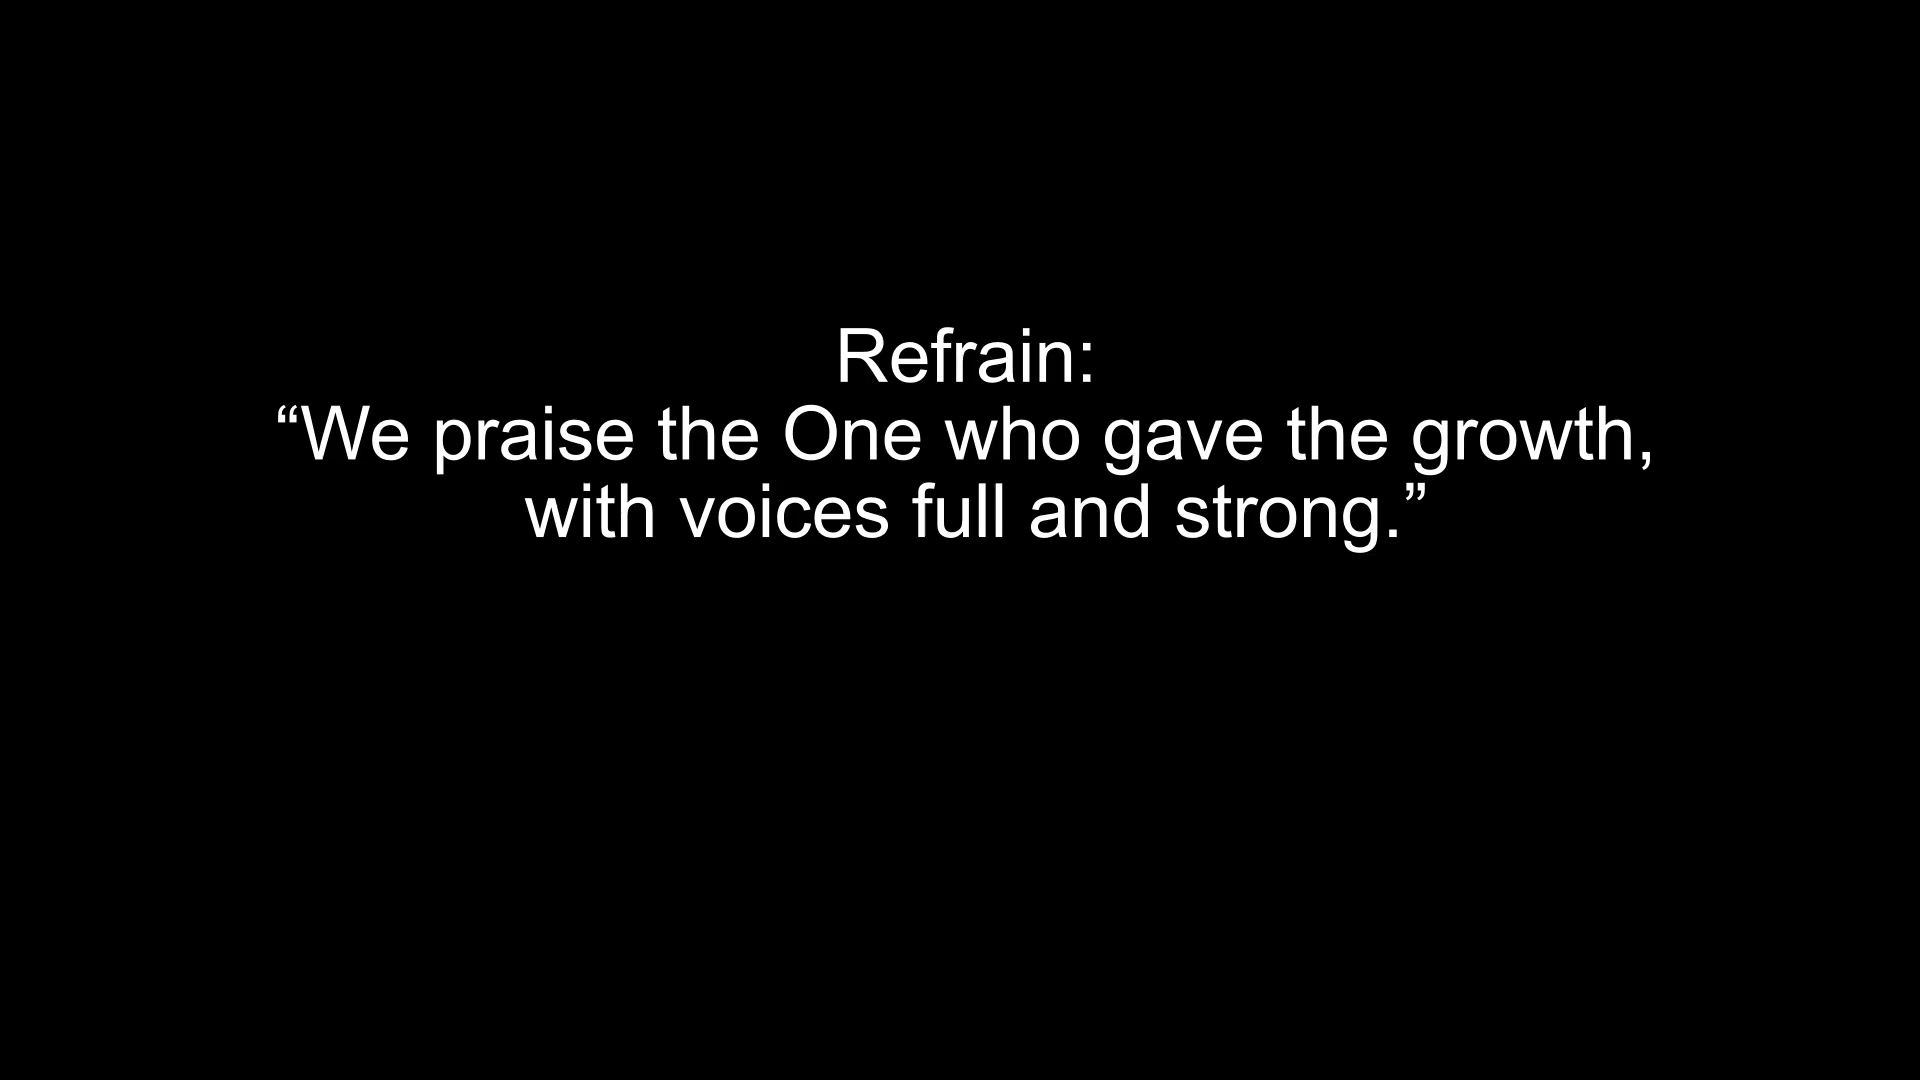 Refrain:
“We praise the One who gave the growth,
with voices full and strong.”